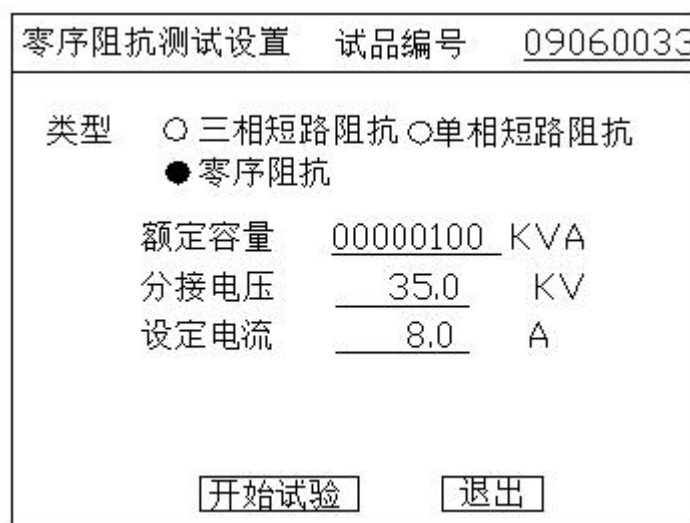 零序阻抗测试设置 试品编号 09060033
类型 三相短路阻抗 单相短路阻抗
零序阻抗
额定容量 00000100 KVA
分接电压 35.0 KV
设定电流 8.0 A
开始试验 退出